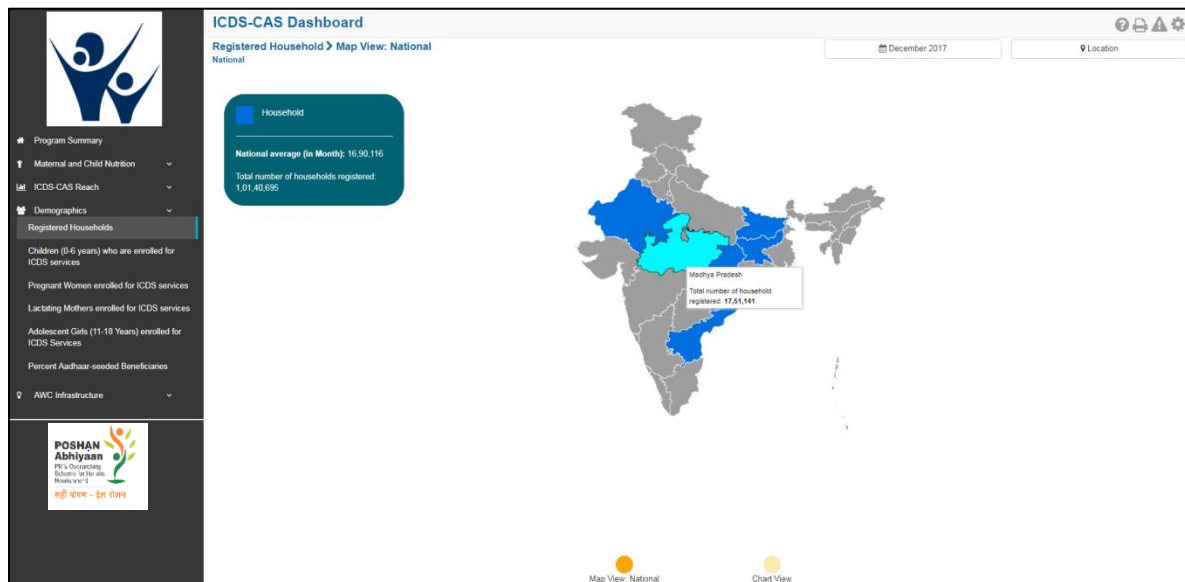 ICDS-CAS Dashboard
Registered Household > Map View: National
National
December 2017
Location
Program Summary
Maternal and Child Nutrition
ICDS-CAS Reach
Demographics
Registered Households
Children (0-6 years) who are enrolled for
ICDS services
Pregnant Women enrolled for ICDS services
Lactating Mothers enrolled for ICDS services
Adolescent Girls (11-18 Years) enrolled for
ICDS Services
Percent Aadhaar-seeded Beneficiaries
AWC Infrastructure
POSHAN
Abhiyaan
PM's Overarching
Nourishment
सही पोषण - देश रोशन
Household
National average (in Month): 16,90,116
Total number of households registered:
1,01,40,695
Madhya Pradesh
Total number of household
registered: 17,51,141
Map View: National
Chart View